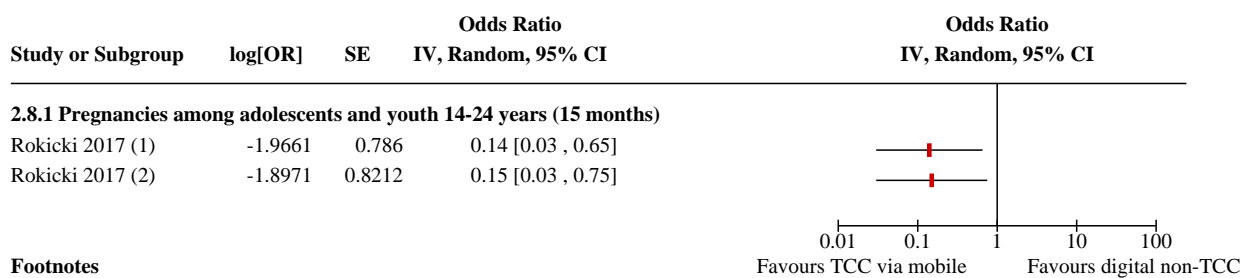 Odds Ratio Odds Ratio
Study or Subgroup log[OR] SE IV, Random, 95% CI IV, Random, 95% CI
2.8.1 Pregnancies among adolescents and youth 14-24 years (15 months)
Rokicki 2017 (1) -1.9661 0.786 0.14 [0.03 , 0.65]
Rokicki 2017 (2) -1.8971 0.8212 0.15 [0.03 , 0.75]
0.01 0.1 1 10 100
Footnotes Favours TCC via mobile Favours digital non-TCC